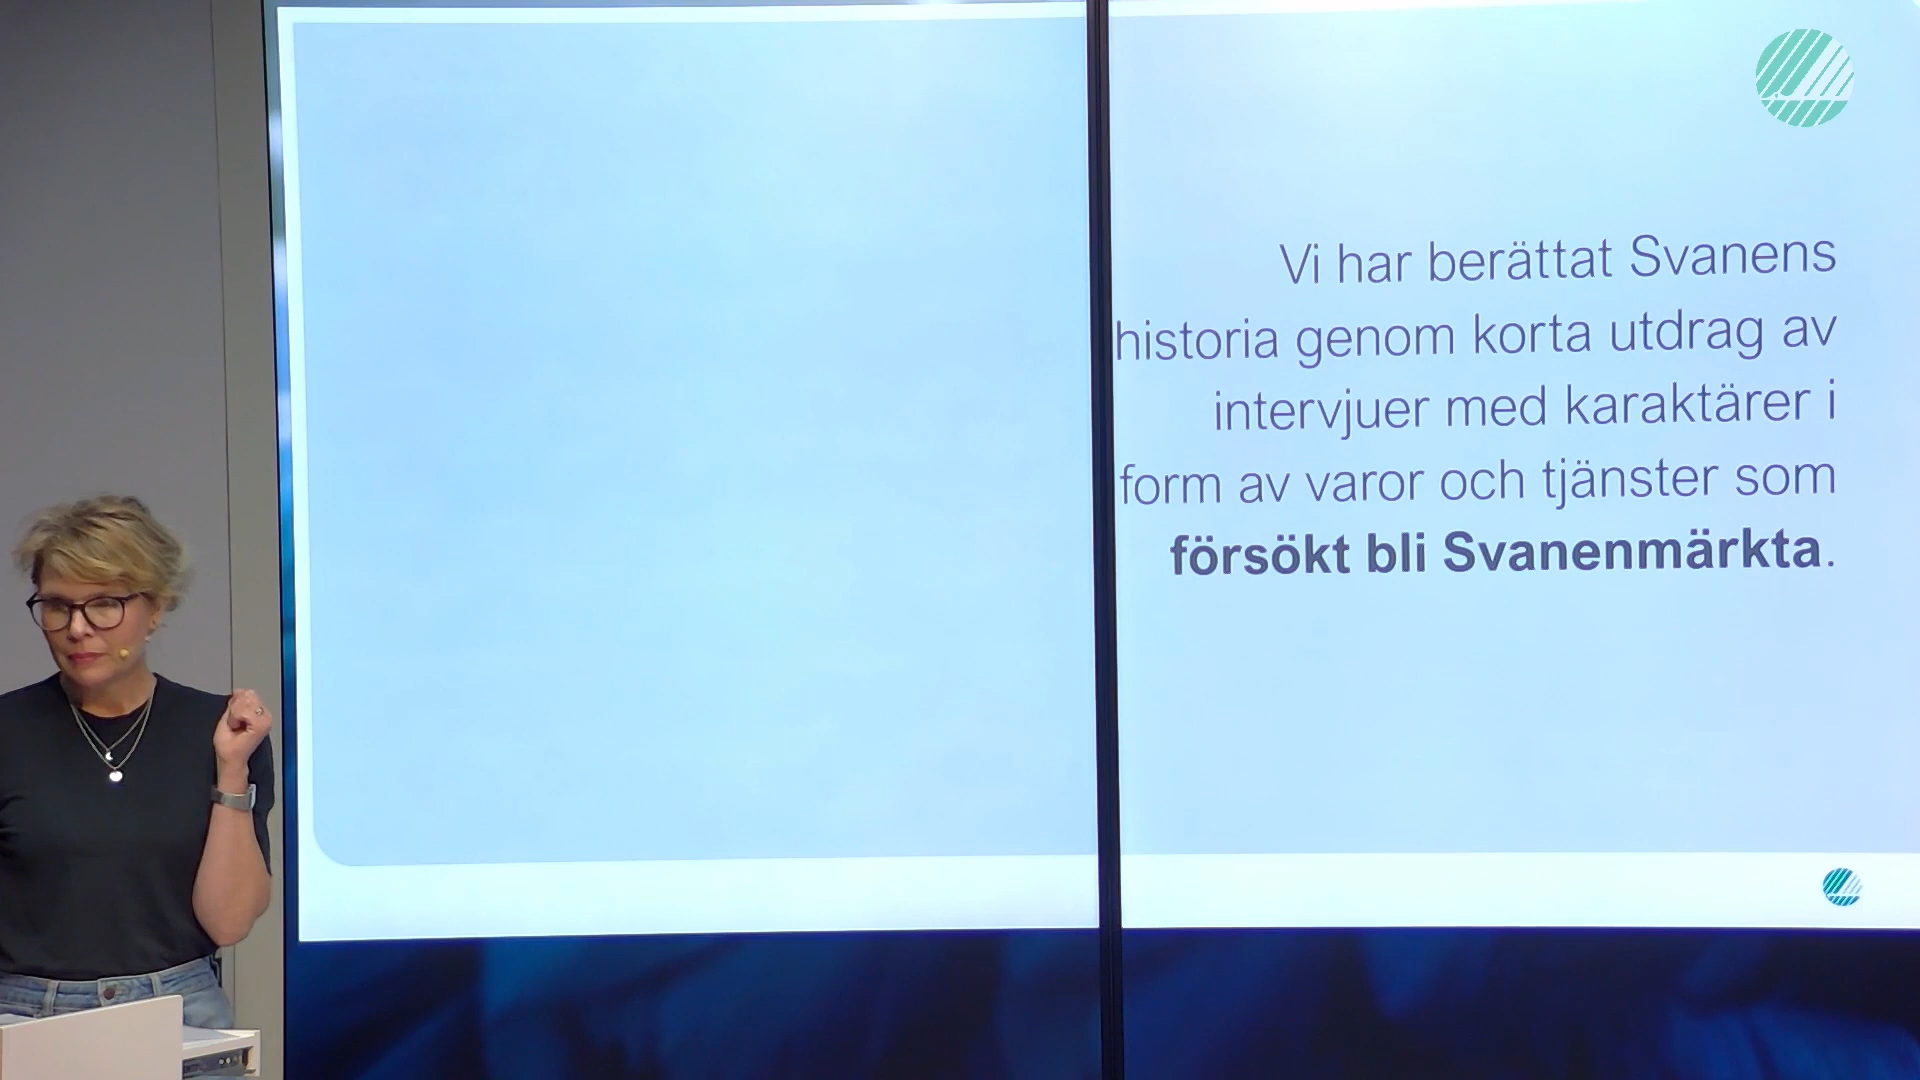 Vi har berättat Svanens
historia genom korta utdrag av
intervjuer med karaktärer i
form av varor och tjänster som
försökt bli Svanenmärkta.